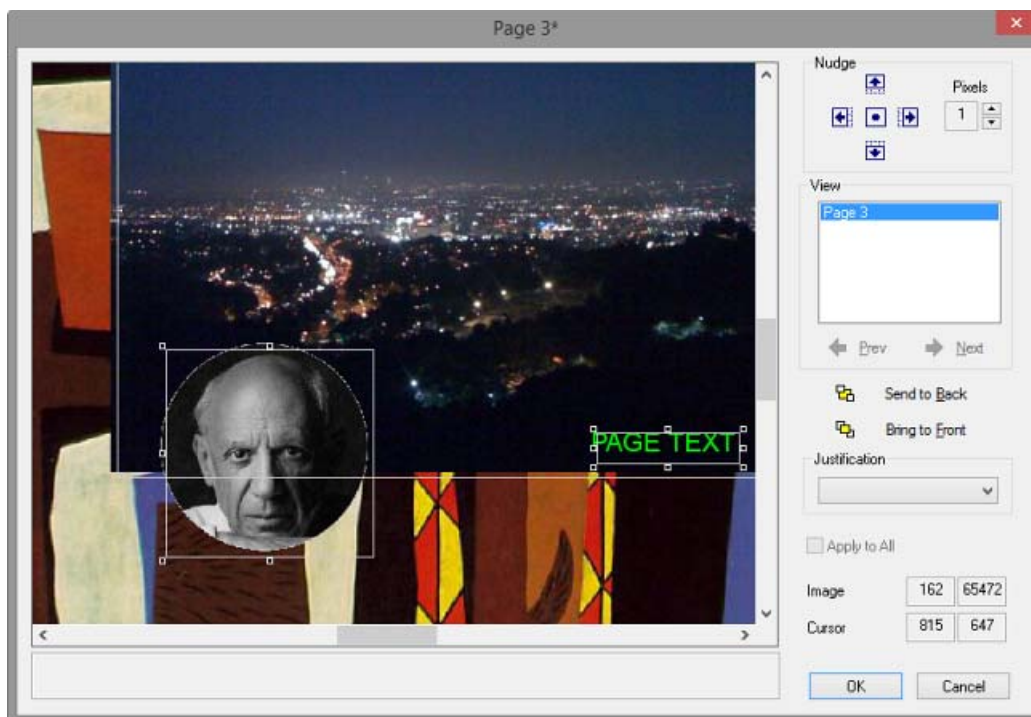 Page 3*
Nudge
Pixels
1
View
Page 3
Prev
Next
Send to Back
Bring to Front
PAGE TEXT
Justification
Apply to All
Image 162 65472
Cursor 815 647
OK Cancel